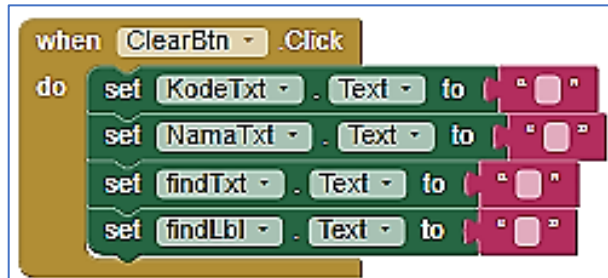 when ClearBtn .Click
do set KodeTxt . Text to " "
set NamaTxt . Text to " "
set findTxt . Text to " "
set findLbl . Text to " "